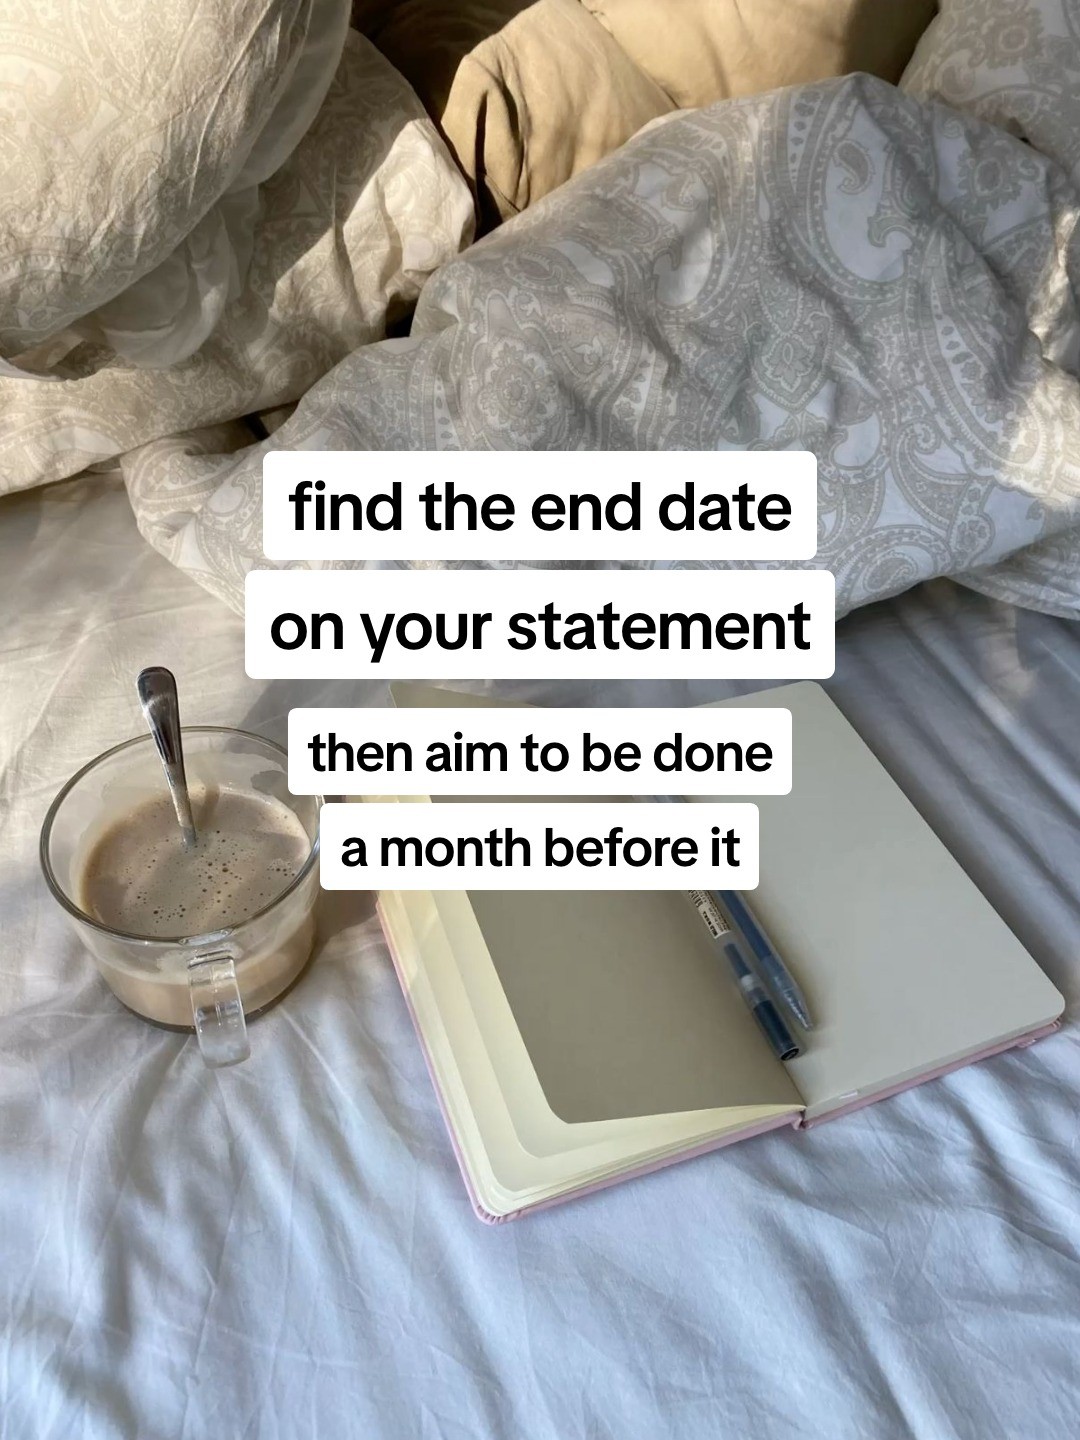 find the end date
on your statement
then aim to be done
a month before it